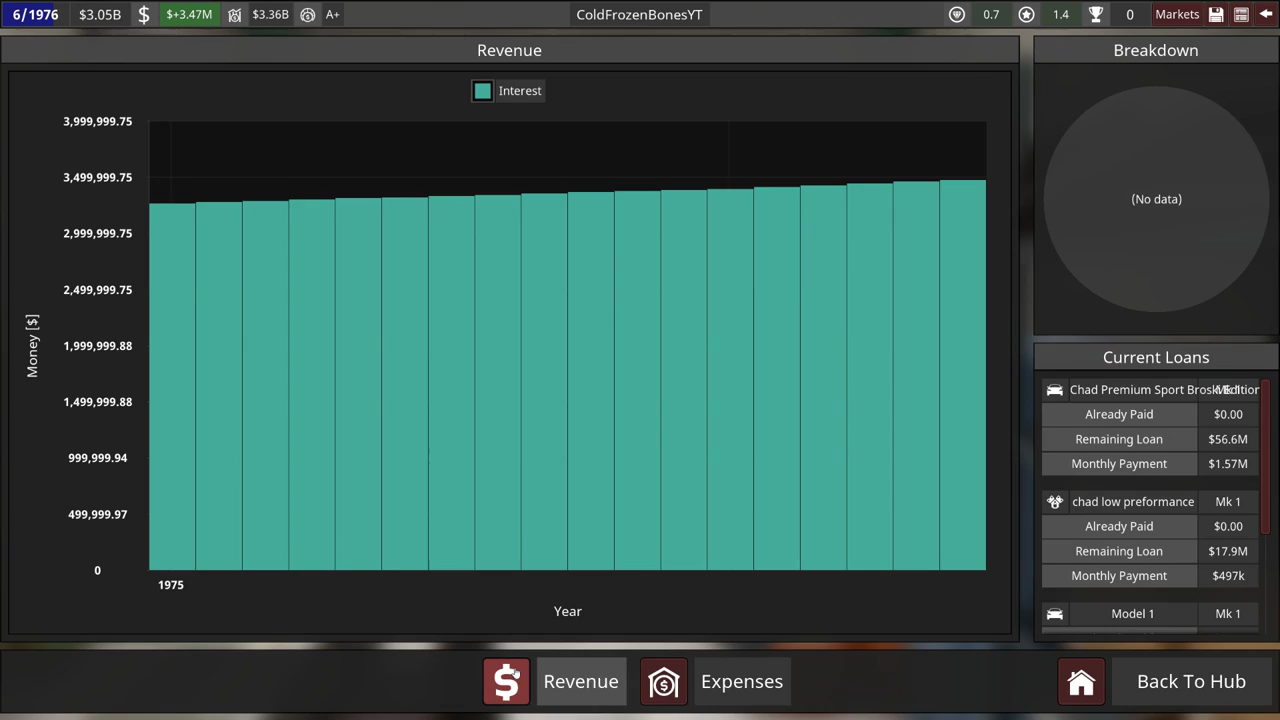 6/1976 $3.05B $+3.47M $3.36B A+ ColdFrozenBonesYT 0.7 1.4 0 Markets
Revenue
Interest
3,999,999.75
3,499,999.75
2,999,999.75
2,499,999.75
1,999,999.88
1,499,999.88
999,999.94
499,999.97
0
Money [$]
1975
Year
Breakdown
(No data)
Current Loans
Chad Premium Sport Broski Edition
Already Paid $0.00
Remaining Loan $56.6M
Monthly Payment $1.57M
chad low preformance Mk 1
Already Paid $0.00
Remaining Loan $17.9M
Monthly Payment $497k
Model 1 Mk 1
Revenue Expenses Back To Hub